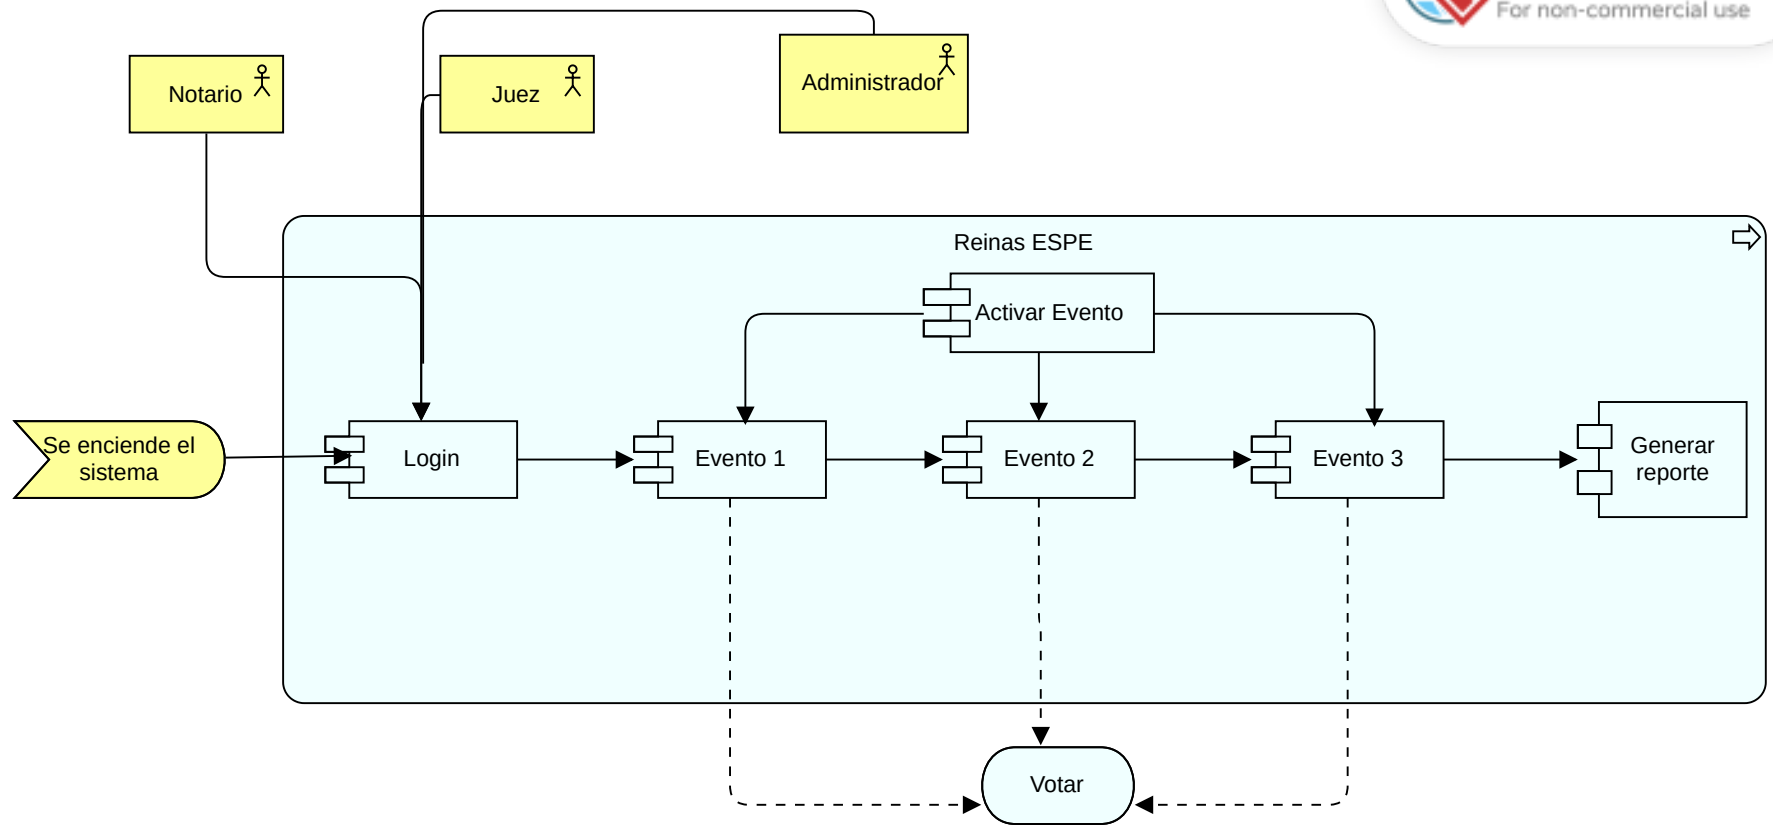 For non-commercial use
Notario
Juez
Administrador
Reinas ESPE
Activar Evento
Se enciende el
sistema
Login
Evento 1
Evento 2
Evento 3
Generar
reporte
Votar